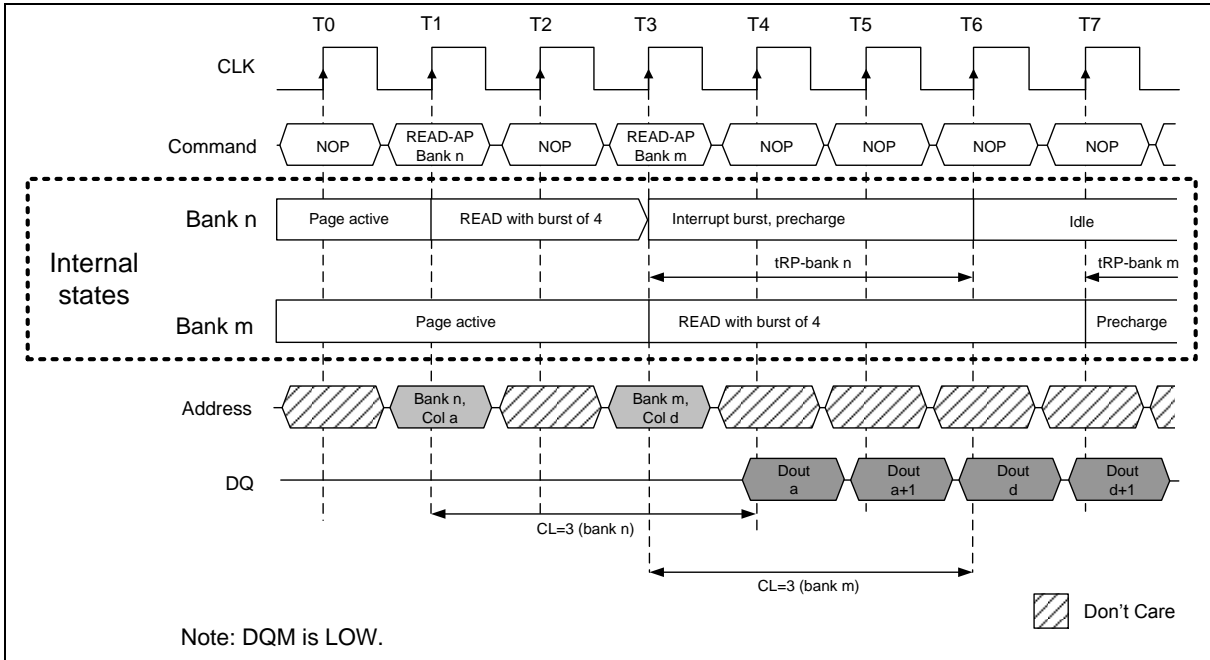 T0 T1 T2 T3 T4 T5 T6 T7
CLK
Command NOP READ-AP Bank n NOP READ-AP Bank m NOP NOP NOP NOP
Bank n Page active READ with burst of 4 Interrupt burst, precharge Idle
Internal states
tRP-bank n tRP-bank m
Bank m Page active READ with burst of 4 Precharge
Address Bank n, Col a Bank m, Col d
DQ Dout a Dout a+1 Dout d Dout d+1
CL=3 (bank n)
CL=3 (bank m)
Don't Care
Note: DQM is LOW.